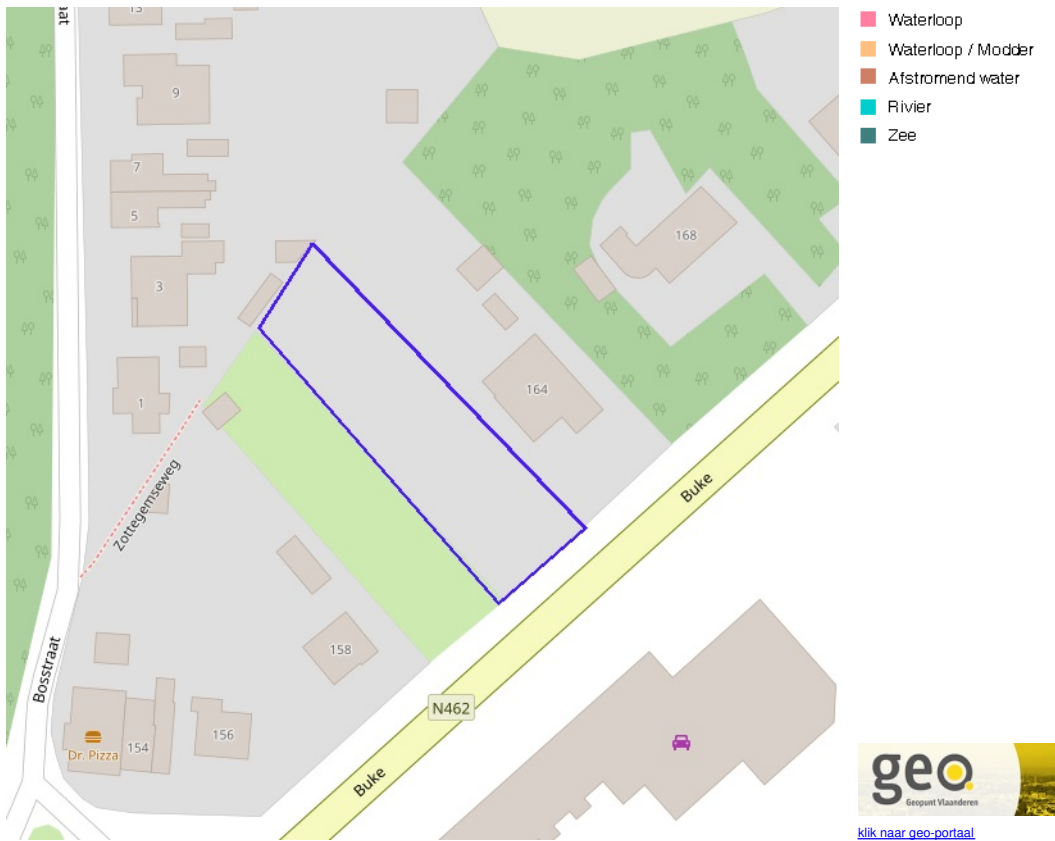 aat
13
9
7
5
3
1
168
164
Zottegemseweg
Buke
158
Bosstraat
N462
156
154
Dr. Pizza
Buke
Waterloop
Waterloop / Modder
Afstromend water
Rivier
Zee
geo
Geopunt Vlaanderen
klik naar geo-portaal